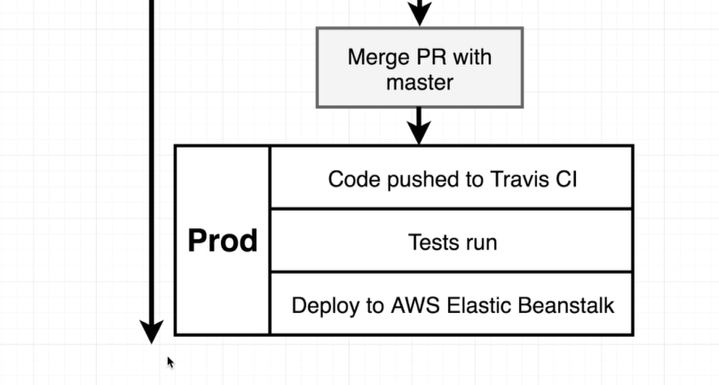 Merge PR with
master
Prod
Code pushed to Travis CI
Tests run
Deploy to AWS Elastic Beanstalk